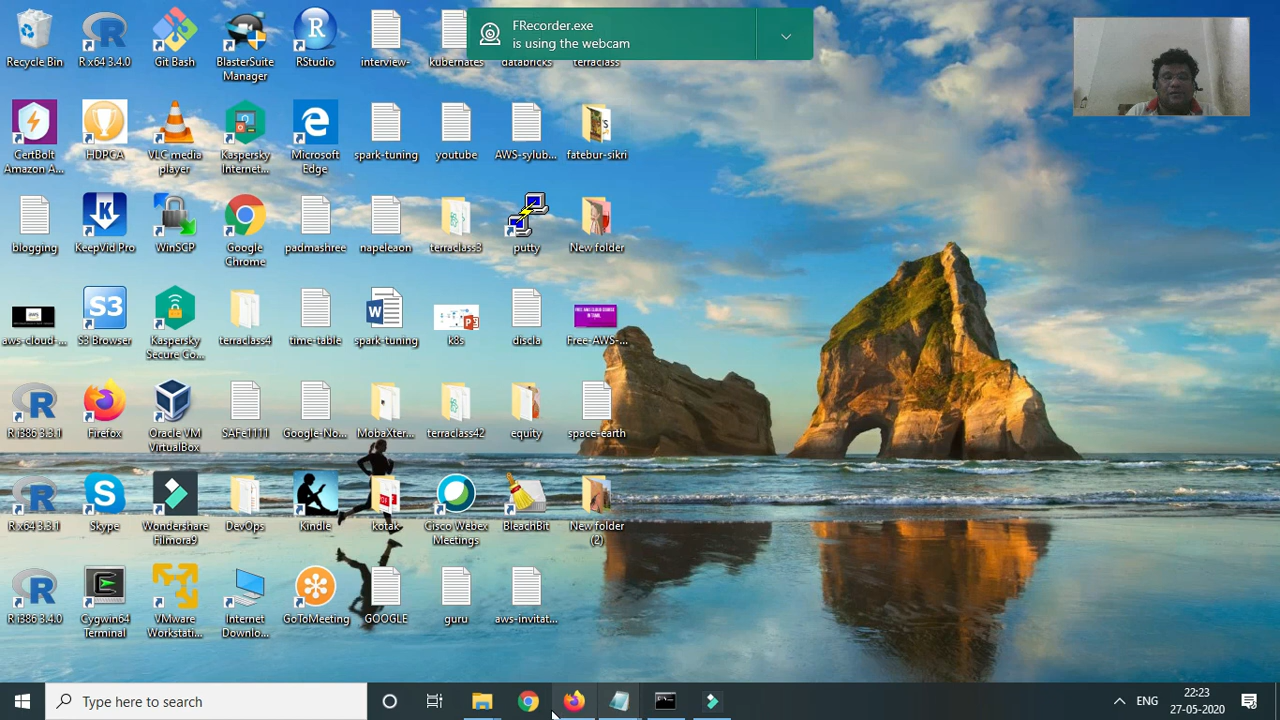 FRecorder.exe
is using the webcam
Recycle Bin
R x64 3.4.0
Git Bash
BlasterSuite
Manager
RStudio
interview-
kubernates
databricks
terraclass
CertBolt
Amazon A...
HDPCA
VLC media
player
Kaspersky
Internet...
Microsoft
Edge
spark-tuning
youtube
AWS-sylub...
fatebur-sikri
blogging
KeepVid Pro
WinSCP
Google
Chrome
padmashree
napeleaon
terraclass3
putty
New folder
aws-cloud-...
S3
S3 Browser
Kaspersky
Secure Co...
terraclass4
time-table
spark-tuning
k8s
discla
Free-AWS-...
R i386 3.3.1
Firefox
Oracle VM
VirtualBox
SAFe1111
Google-No...
MobaXter...
terraclass42
equity
space-earth
R x64 3.3.1
Skype
Wondershare
Filmora9
DevOps
Kindle
kotak
Cisco Webex
Meetings
BleachBit
New folder
(2)
R i386 3.4.0
Cygwin64
Terminal
VMware
Workstati...
Internet
Downlo...
GoToMeeting
GOOGLE
guru
aws-invitat...
Type here to search
ENG
22:23
27-05-2020